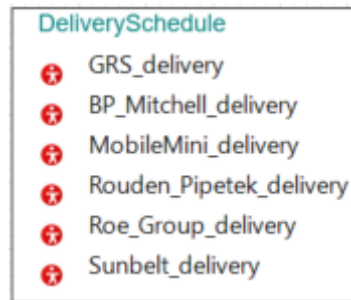 DeliverySchedule
GRS_delivery
BP_Mitchell_delivery
MobileMini_delivery
Rouden_Pipetek_delivery
Roe_Group_delivery
Sunbelt_delivery